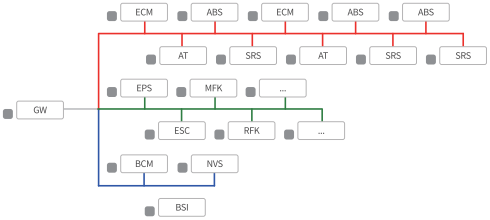 ECM ABS ECM ABS ABS
AT SRS AT SRS SRS
EPS MFK ...
GW
ESC RFK ...
BCM NVS
BSI